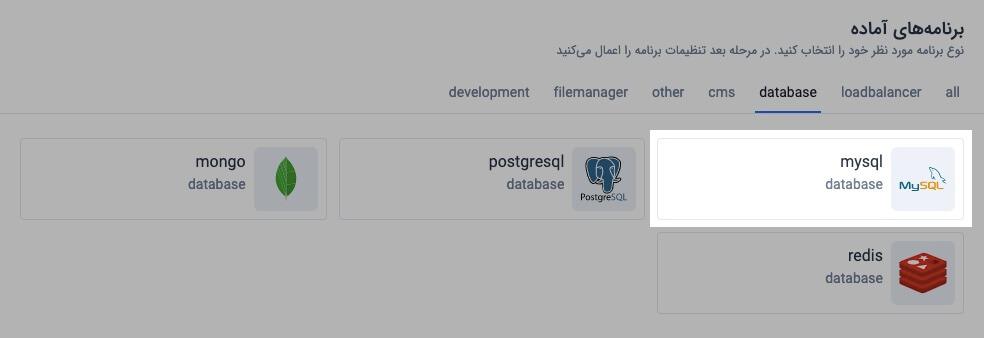 برنامه‌های آماده
نوع برنامه مورد نظر خود را انتخاب کنید. در مرحله بعد تنظیمات برنامه را اعمال می‌کنید
all loadbalancer database cms other filemanager development
mysql
database
MySQL
postgresql
database
PostgreSQL
mongo
database
redis
database